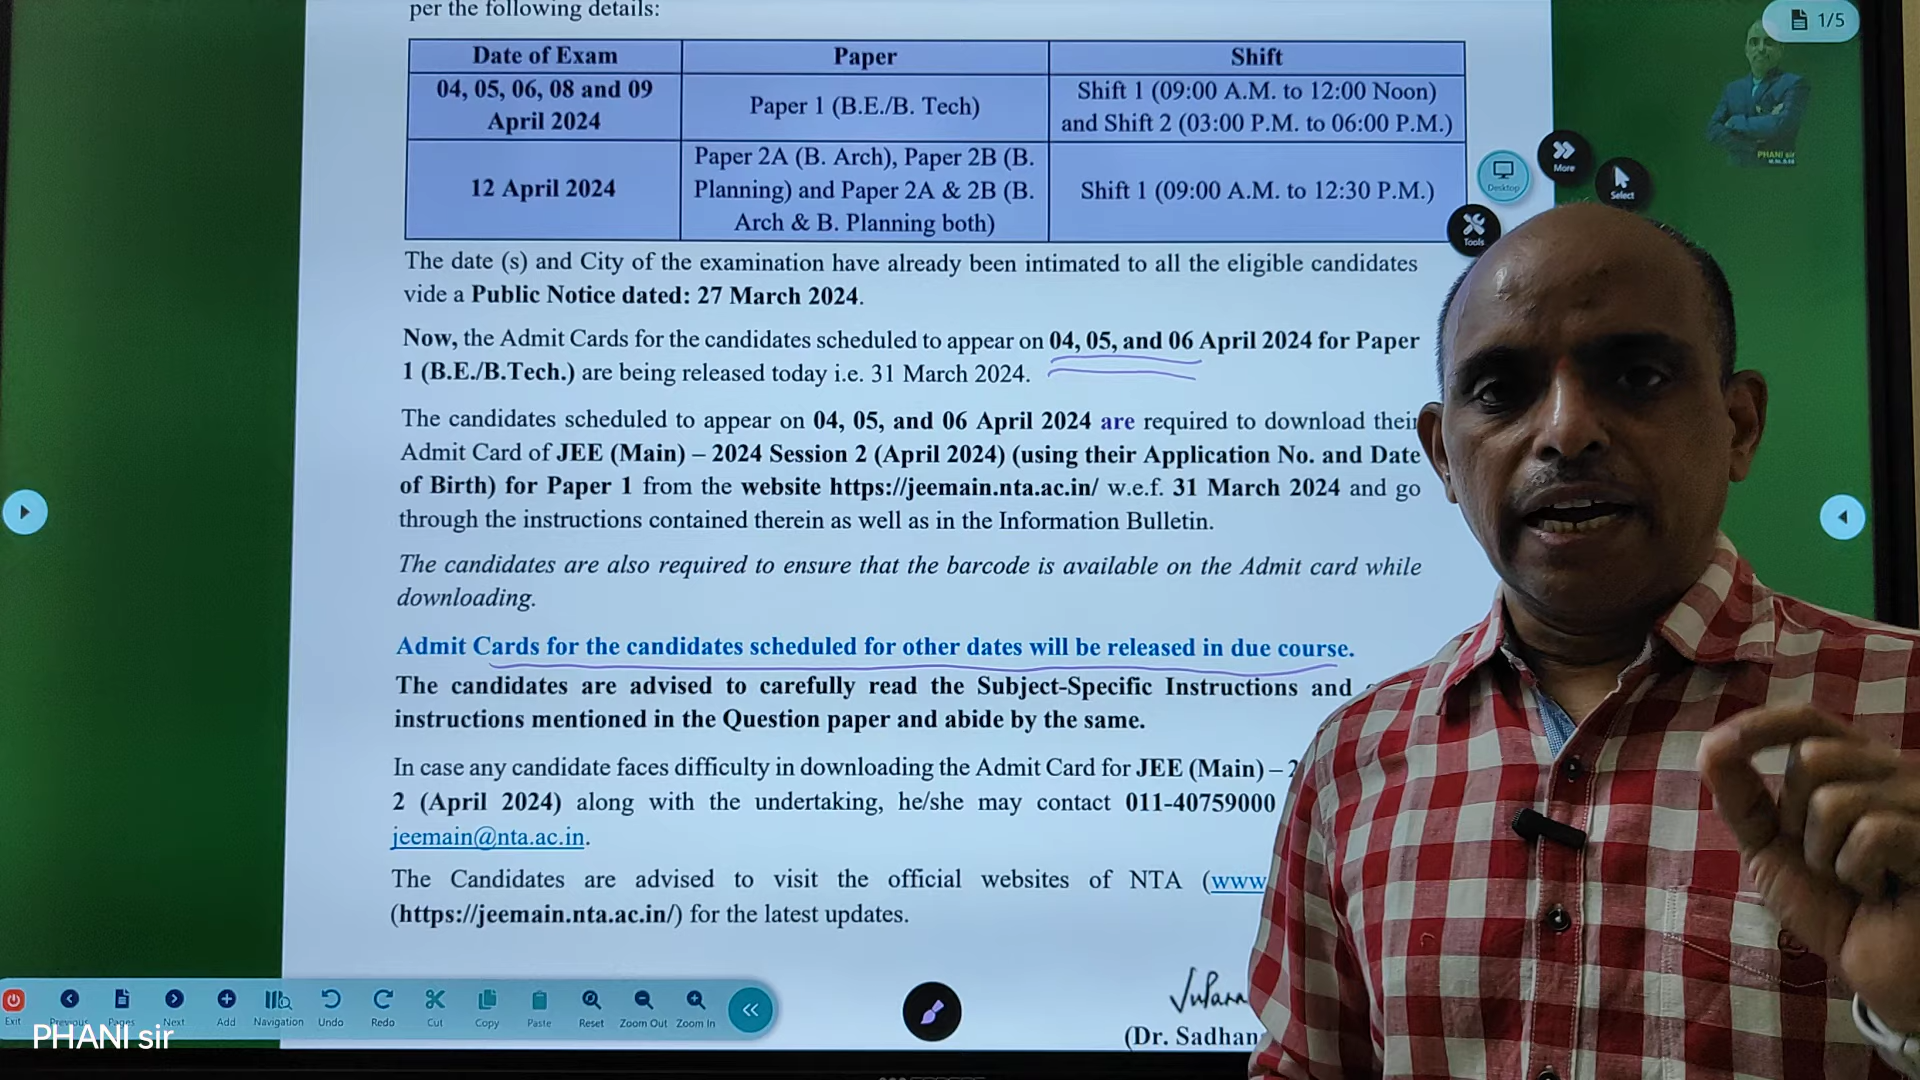 per the following details:
1/5
Date of Exam Paper Shift
04, 05, 06, 08 and 09 April 2024
Paper 1 (B.E./B. Tech)
Shift 1 (09:00 A.M. to 12:00 Noon)
and Shift 2 (03:00 P.M. to 06:00 P.M.)
12 April 2024
Paper 2A (B. Arch), Paper 2B (B.
Planning) and Paper 2A & 2B (B.
Arch & B. Planning both)
Shift 1 (09:00 A.M. to 12:30 P.M.)
PHANI sir
Desktop
More
Select
Tools
The date (s) and City of the examination have already been intimated to all the eligible candidates
vide a Public Notice dated: 27 March 2024.
Now, the Admit Cards for the candidates scheduled to appear on 04, 05, and 06 April 2024 for Paper
1 (B.E./B.Tech.) are being released today i.e. 31 March 2024.
The candidates scheduled to appear on 04, 05, and 06 April 2024 are required to download their
Admit Card of JEE (Main) – 2024 Session 2 (April 2024) (using their Application No. and Date
of Birth) for Paper 1 from the website https://jeemain.nta.ac.in/ w.e.f. 31 March 2024 and go
through the instructions contained therein as well as in the Information Bulletin.
The candidates are also required to ensure that the barcode is available on the Admit card while
downloading.
Admit Cards for the candidates scheduled for other dates will be released in due course.
The candidates are advised to carefully read the Subject-Specific Instructions and
instructions mentioned in the Question paper and abide by the same.
In case any candidate faces difficulty in downloading the Admit Card for JEE (Main) – 2
2 (April 2024) along with the undertaking, he/she may contact 011-40759000
jeemain@nta.ac.in.
The Candidates are advised to visit the official websites of NTA (www
(https://jeemain.nta.ac.in/) for the latest updates.
(Dr. Sadhan
Exit Previous Pages Next Add Navigation Undo Redo Cut Copy Paste Reset Zoom Out Zoom In
PHANI sir